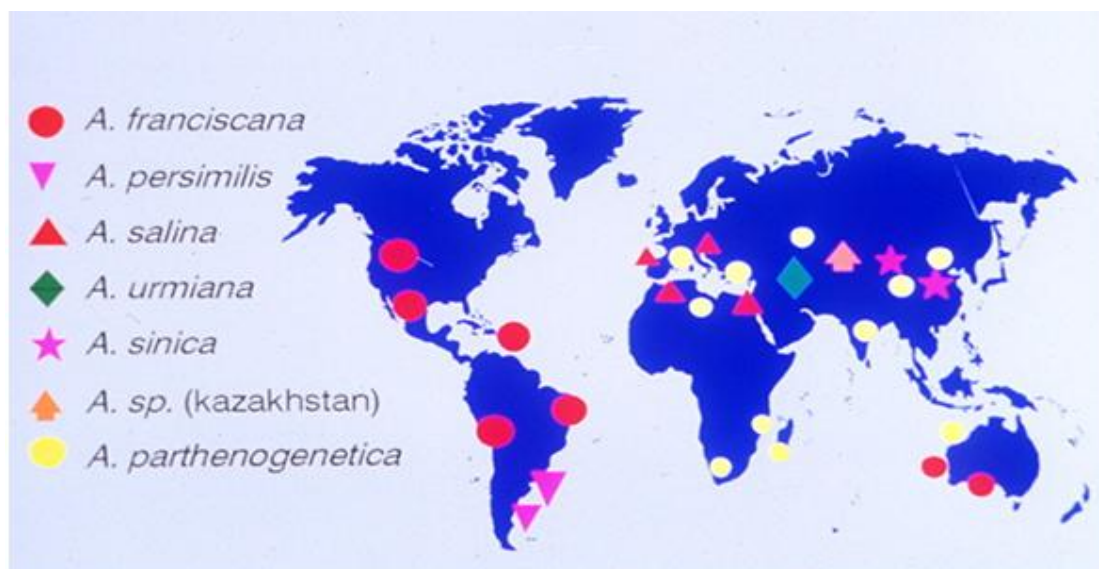 A. franciscana
A. persimilis
A. salina
A. urmiana
A. sinica
A. sp. (kazakhstan)
A. parthenogenetica